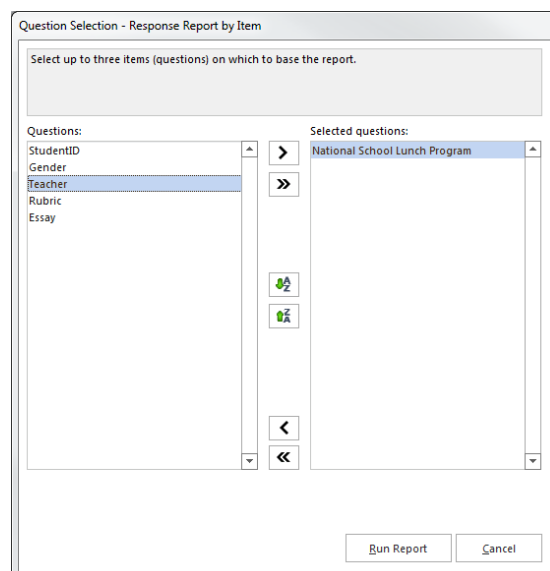 Question Selection - Response Report by Item
Select up to three items (questions) on which to base the report.
Questions:
StudentID
Gender
Teacher
Rubric
Essay
Selected questions:
National School Lunch Program
A
Z
Z
A
Run Report
Cancel